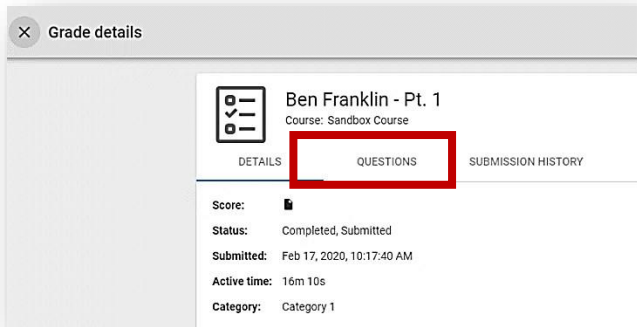 Grade details
Ben Franklin - Pt. 1
Course: Sandbox Course
DETAILS QUESTIONS SUBMISSION HISTORY
Score:
Status: Completed, Submitted
Submitted: Feb 17, 2020, 10:17:40 AM
Active time: 16m 10s
Category: Category 1